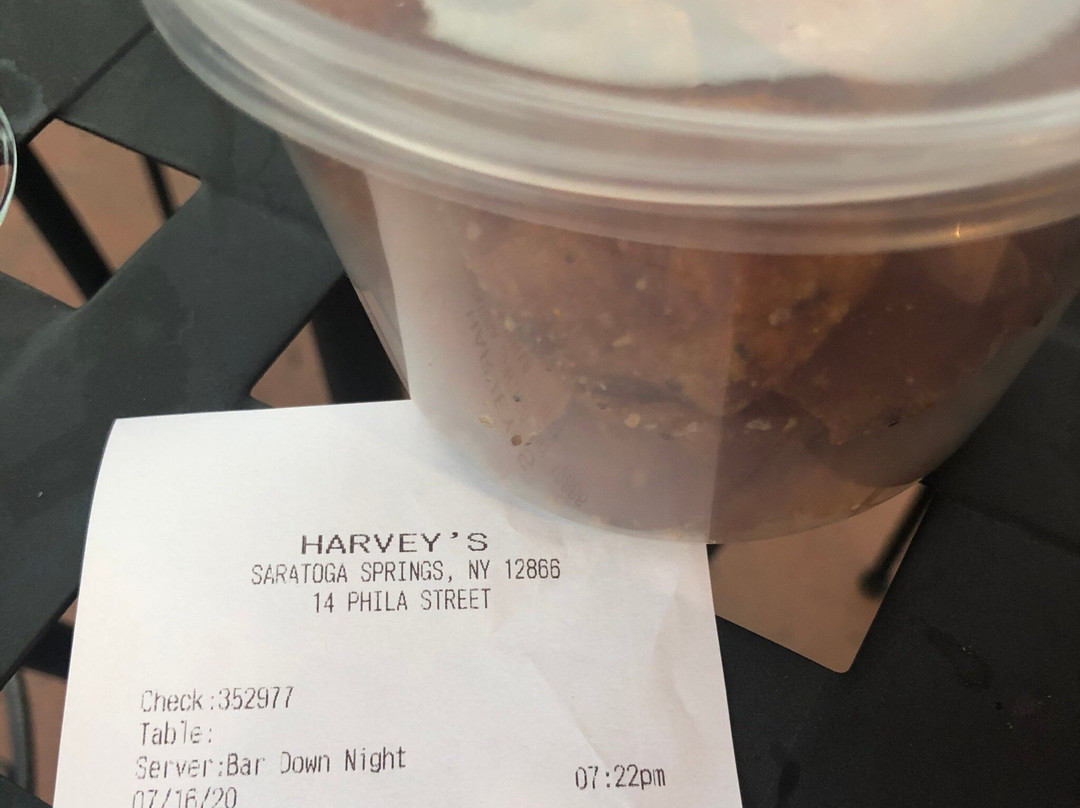 HARVEY'S
SARATOGA SPRINGS, NY 12866
14 PHILA STREET
Check:352977
Table:
Server:Bar Down Night
07/16/20 07:22pm